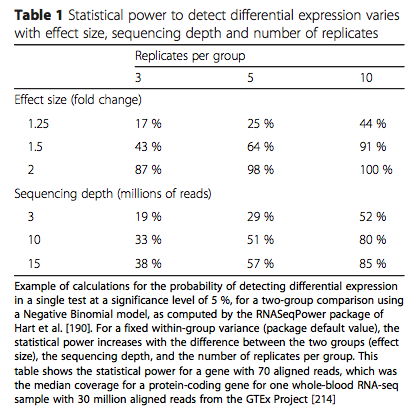 Table 1 Statistical power to detect differential expression varies
with effect size, sequencing depth and number of replicates
Replicates per group
3 5 10
Effect size (fold change)
1.25 17 % 25 % 44 %
1.5 43 % 64 % 91 %
2 87 % 98 % 100 %
Sequencing depth (millions of reads)
3 19 % 29 % 52 %
10 33 % 51 % 80 %
15 38 % 57 % 85 %
Example of calculations for the probability of detecting differential expression
in a single test at a significance level of 5 %, for a two-group comparison using
a Negative Binomial model, as computed by the RNASeqPower package of
Hart et al. [190]. For a fixed within-group variance (package default value), the
statistical power increases with the difference between the two groups (effect
size), the sequencing depth, and the number of replicates per group. This
table shows the statistical power for a gene with 70 aligned reads, which was
the median coverage for a protein-coding gene for one whole-blood RNA-seq
sample with 30 million aligned reads from the GTEx Project [214]